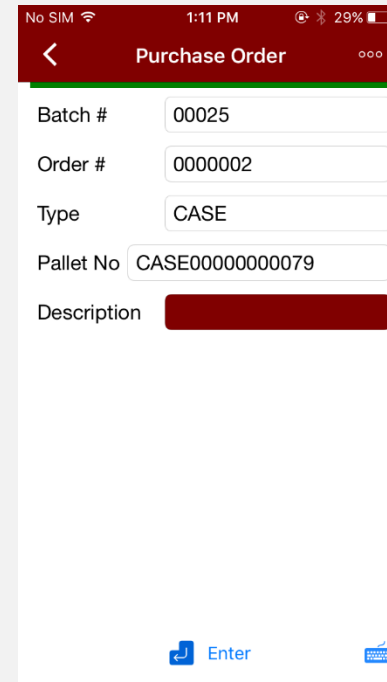 No SIM 1:11 PM 29%
Purchase Order
Batch # 00025
Order # 0000002
Type CASE
Pallet No CASE00000000079
Description
Enter